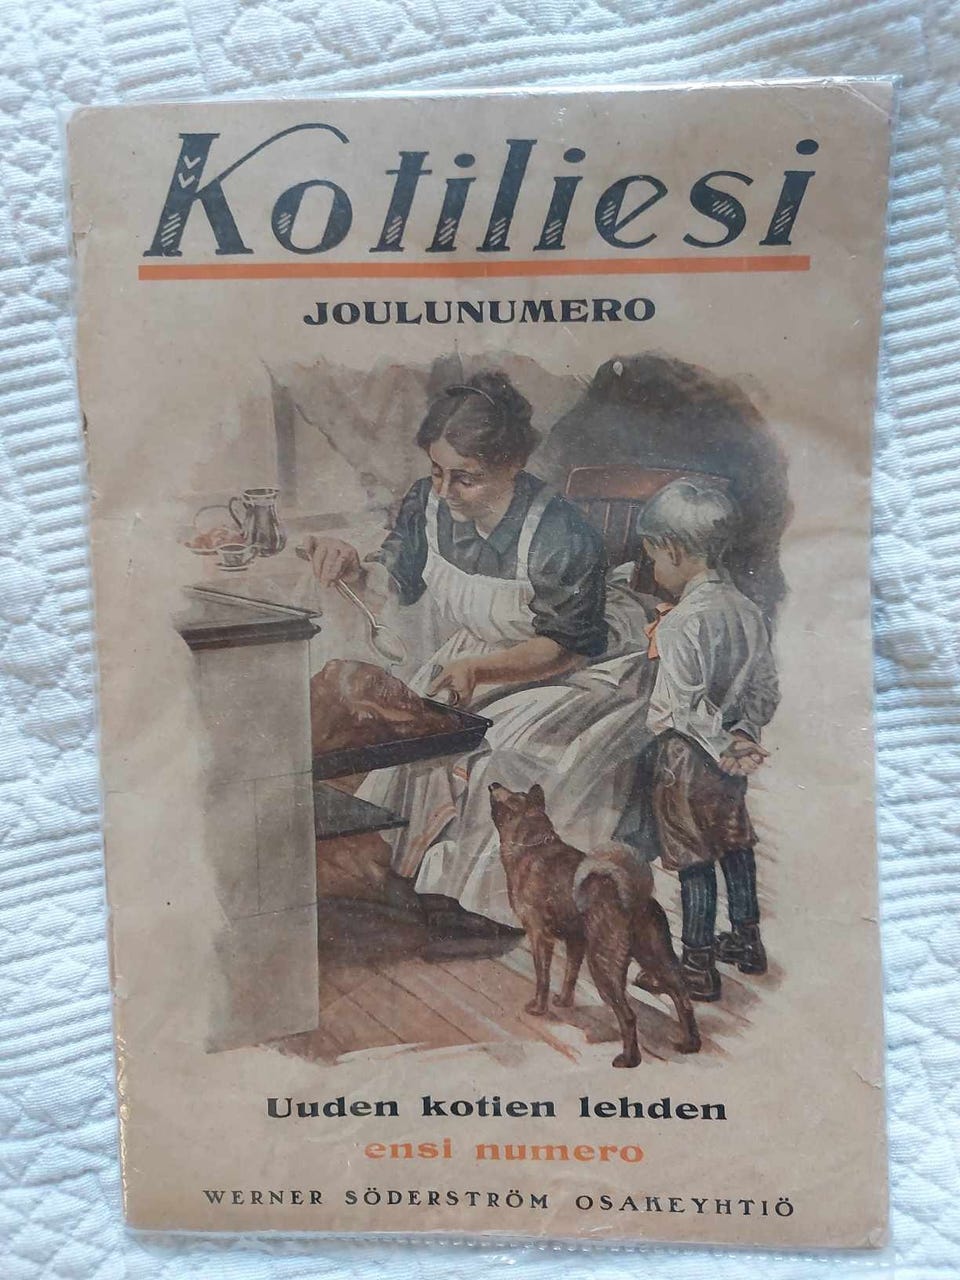 Kotiliesi
JOULUNUMERO
Uuden kotien lehden
ensi numero
WERNER SÖDERSTRÖM OSAKEYHTIÖ